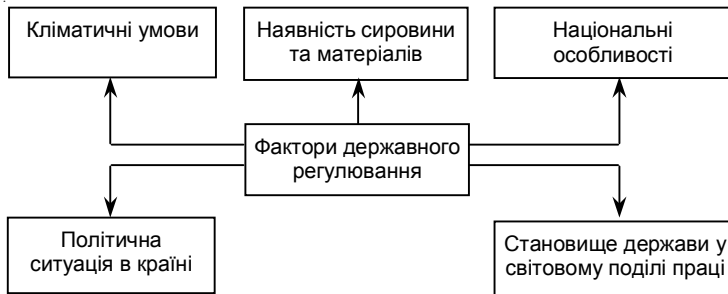 Кліматичні умови
Наявність сировини
та матеріалів
Національні
особливості
Фактори державного
регулювання
Політична
ситуація в країні
Становище держави у
світовому поділі праці